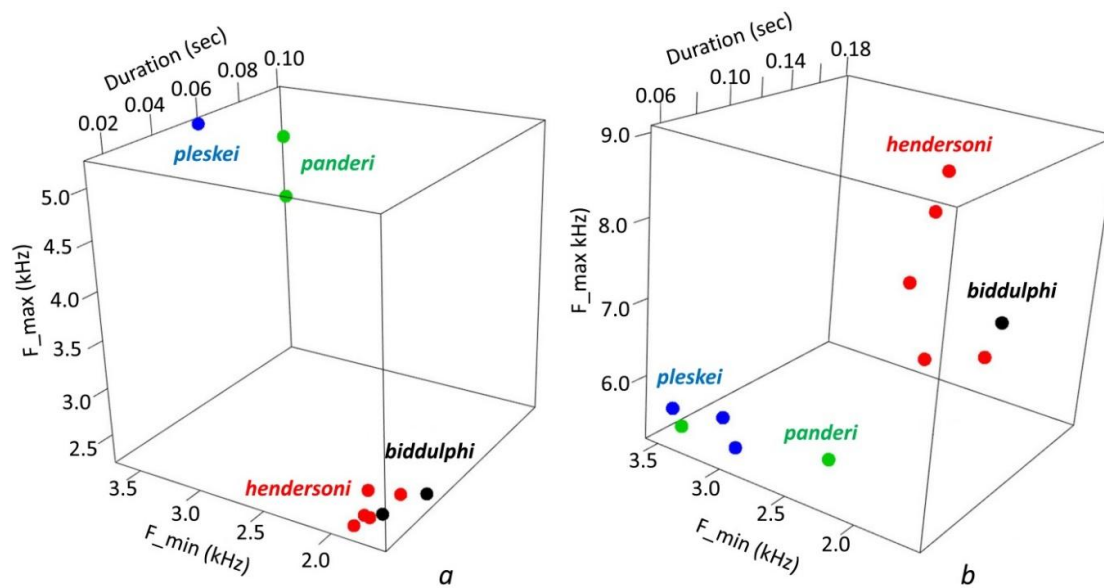 Duration (sec)
0.02
0.04
0.06
0.08
0.10
pleskei
panderi
F_max (kHz)
5.0
4.5
4.0
3.5
3.0
2.5
biddulphi
hendersoni
3.5
3.0
2.5
2.0
F_min (kHz)
a
Duration (sec)
0.06
0.10
0.14
0.18
9.0
8.0
7.0
6.0
F_max kHz)
hendersoni
biddulphi
pleskei
panderi
3.5
3.0
2.5
2.0
F_min (kHz)
b